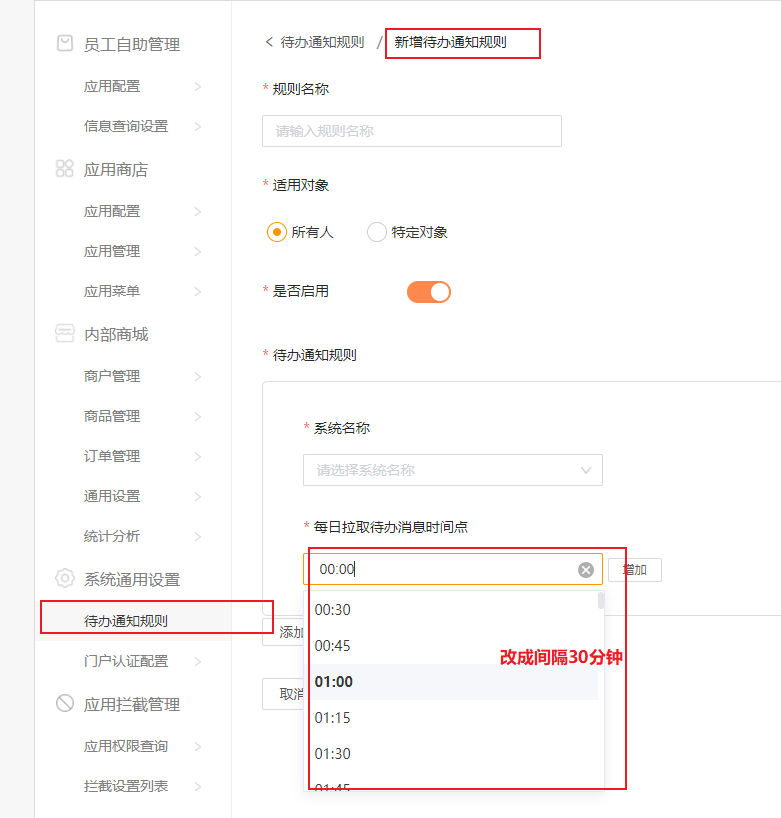 员工自助管理
应用配置
信息查询设置
应用商店
应用配置
应用管理
应用菜单
内部商城
商户管理
商品管理
订单管理
通用设置
统计分析
系统通用设置
待办通知规则
门户认证配置
应用拦截管理
应用权限查询
拦截设置列表
< 待办通知规则 / 新增待办通知规则
* 规则名称
请输入规则名称
* 适用对象
所有人 特定对象
* 是否启用
* 待办通知规则
* 系统名称
请选择系统名称
* 每日拉取待办消息时间点
00:00 增加
00:30
添加
00:45
改成间隔30分钟
01:00
取消
01:15
01:30
01:45